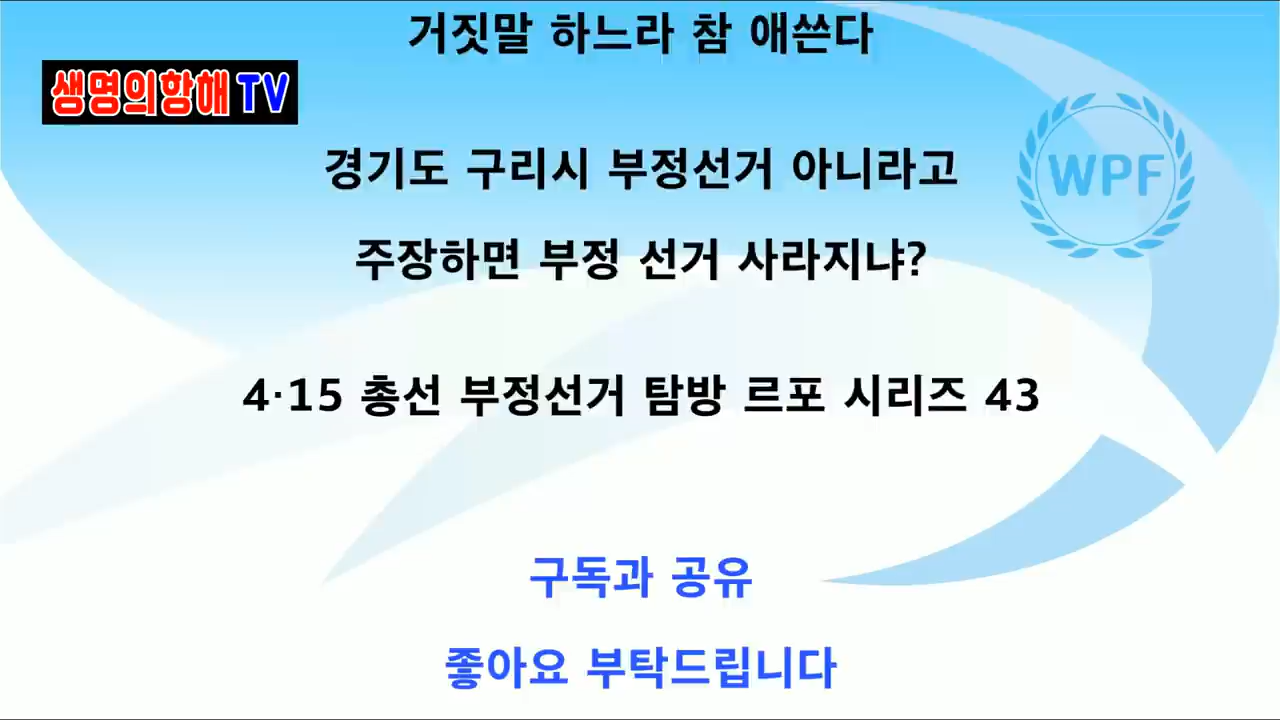 거짓말 하느라 참 애쓴다
생명의항해TV
경기도 구리시 부정선거 아니라고
WPF
주장하면 부정 선거 사라지냐?
4·15 총선 부정선거 탐방 르포 시리즈 43
구독과 공유
좋아요 부탁드립니다